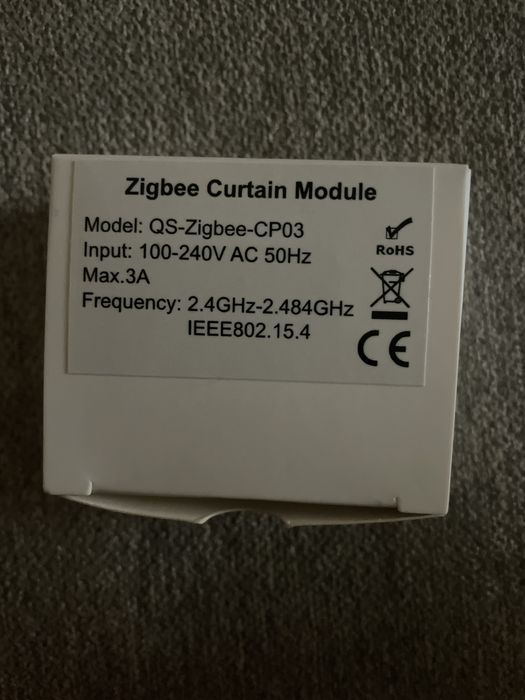 Zigbee Curtain Module
Model: QS-Zigbee-CP03
Input: 100-240V AC 50Hz
Max.3A
Frequency: 2.4GHz-2.484GHz
IEEE802.15.4
RoHS
CE